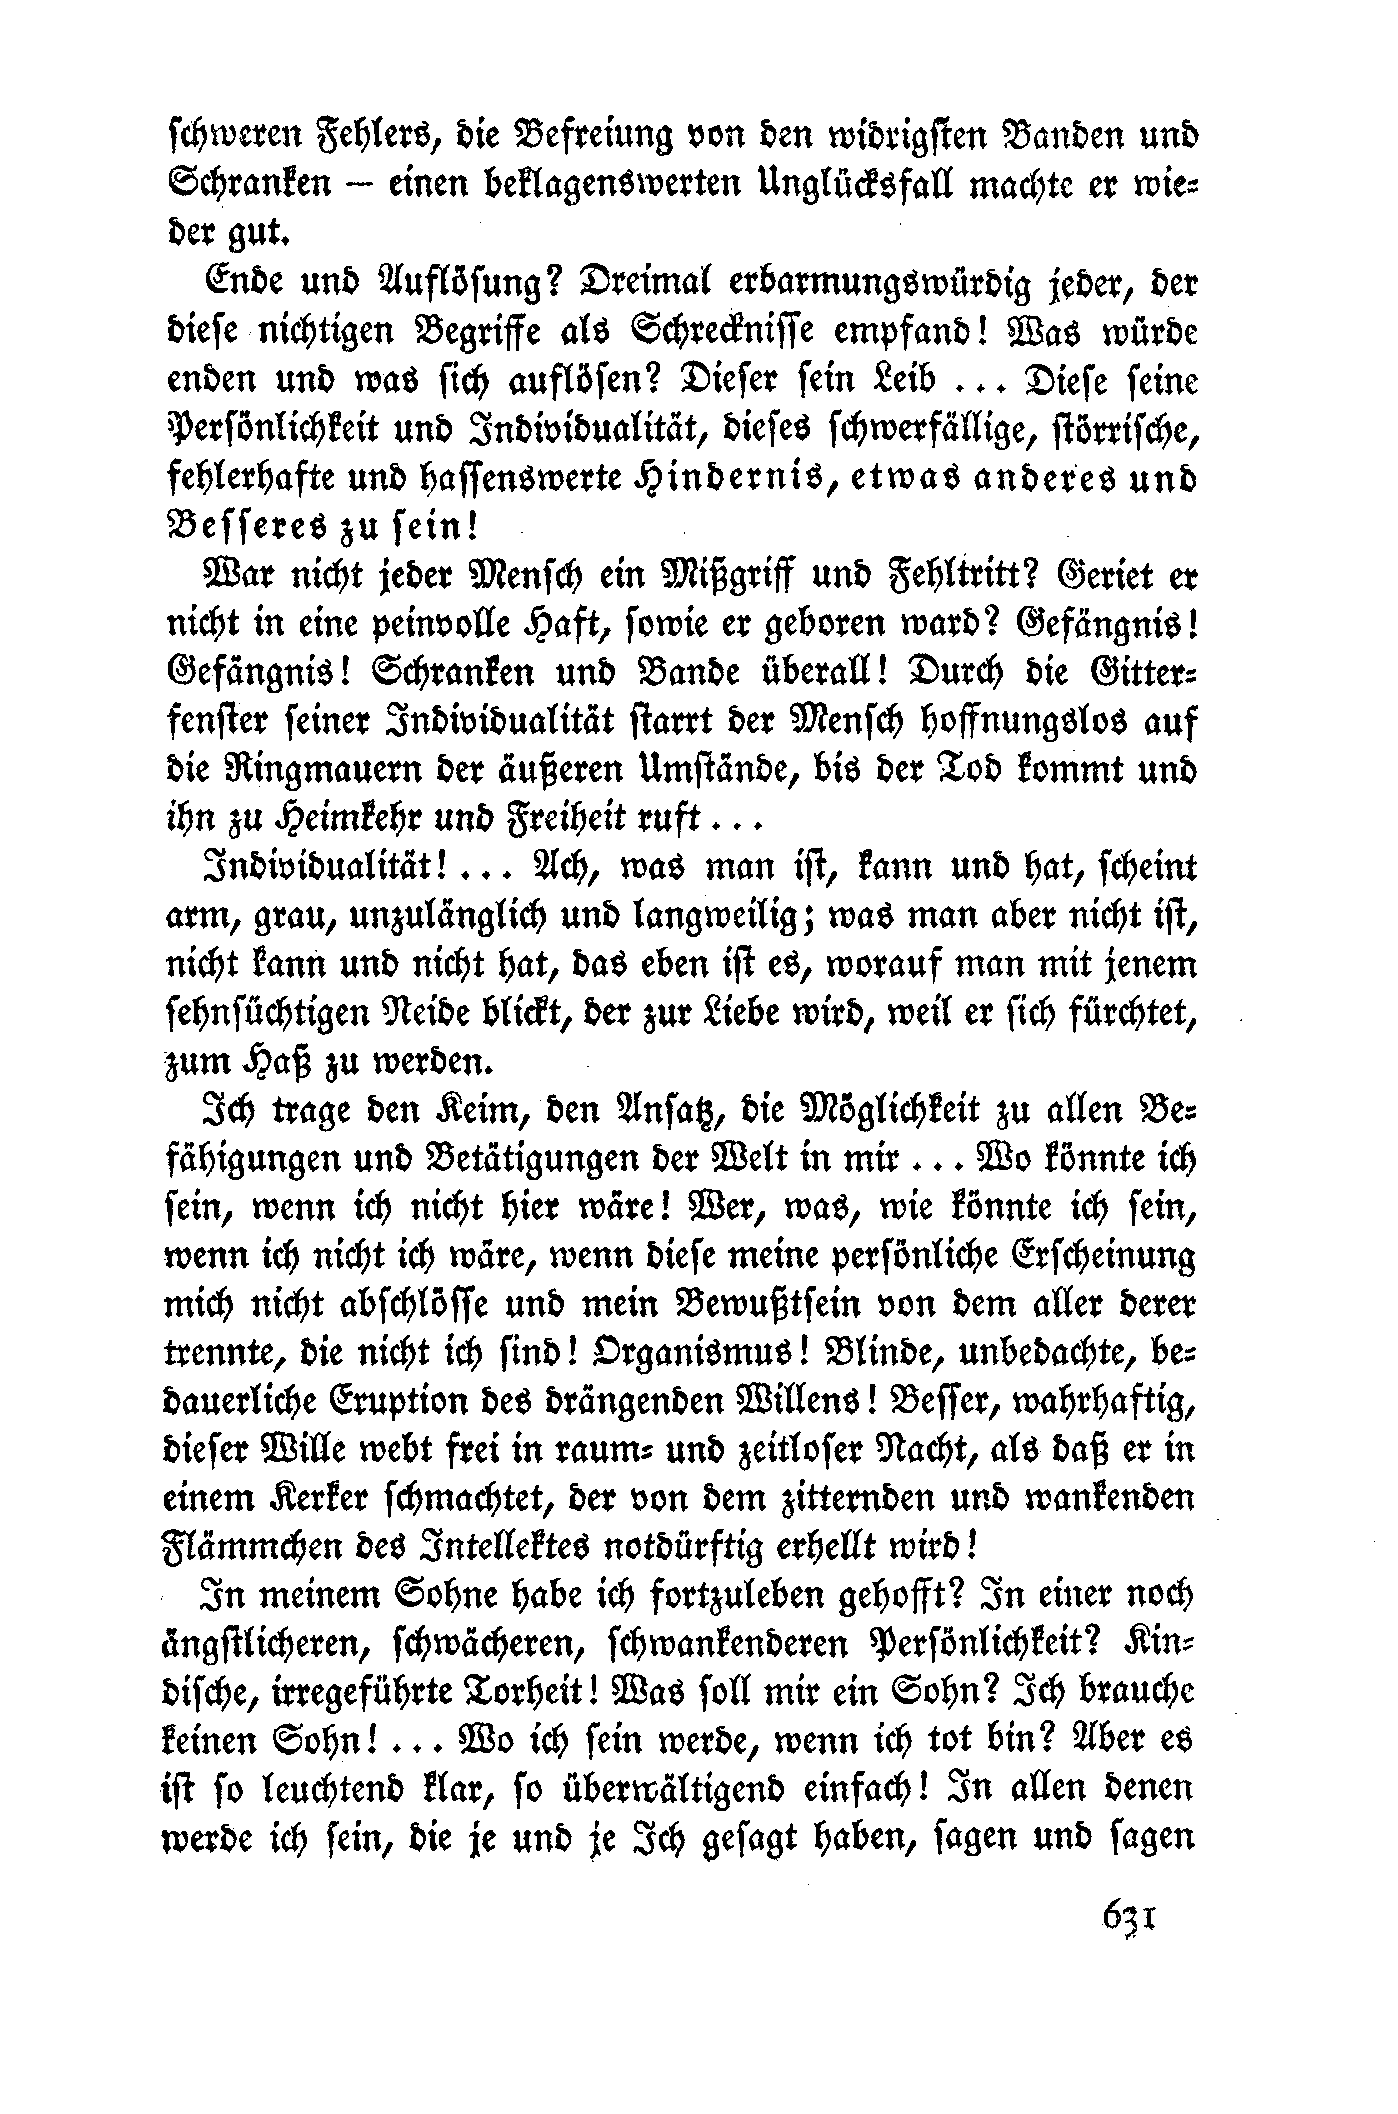 schweren Fehlers, die Befreiung von den widrigsten Banden und
Schranken — einen beklagenswerten Unglücksfall machte er wie-
der gut.
Ende und Auflösung? Dreimal erbarmungswürdig jeder, der
diese nichtigen Begriffe als Schrecknisse empfand! Was würde
enden und was sich auflösen? Dieser sein Leib ... Diese seine
Persönlichkeit und Individualität, dieses schwerfällige, störrische,
fehlerhafte und hassenswerte Hindernis, etwas anderes und
Besseres zu sein!
War nicht jeder Mensch ein Mißgriff und Fehltritt? Geriet er
nicht in eine peinvolle Haft, sowie er geboren ward? Gefängnis!
Gefängnis! Schranken und Bande überall! Durch die Gitter-
fenster seiner Individualität starrt der Mensch hoffnungslos auf
die Ringmauern der äußeren Umstände, bis der Tod kommt und
ihn zu Heimkehr und Freiheit ruft ...
Individualität! ... Ach, was man ist, kann und hat, scheint
arm, grau, unzulänglich und langweilig; was man aber nicht ist,
nicht kann und nicht hat, das eben ist es, worauf man mit jenem
sehnsüchtigen Neide blickt, der zur Liebe wird, weil er sich fürchtet,
zum Haß zu werden.
Ich trage den Keim, den Ansatz, die Möglichkeit zu allen Be-
fähigungen und Betätigungen der Welt in mir ... Wo könnte ich
sein, wenn ich nicht hier wäre! Wer, was, wie könnte ich sein,
wenn ich nicht ich wäre, wenn diese meine persönliche Erscheinung
mich nicht abschlösse und mein Bewußtsein von dem aller derer
trennte, die nicht ich sind! Organismus! Blinde, unbedachte, be-
dauerliche Eruption des drängenden Willens! Besser, wahrhaftig,
dieser Wille webt frei in raum- und zeitloser Nacht, als daß er in
einem Kerker schmachtet, der von dem zitternden und wankenden
Flämmchen des Intellektes notdürftig erhellt wird!
In meinem Sohne habe ich fortzuleben gehofft? In einer noch
ängstlicheren, schwächeren, schwankenderen Persönlichkeit? Kin-
dische, irregeführte Torheit! Was soll mir ein Sohn? Ich brauche
keinen Sohn! ... Wo ich sein werde, wenn ich tot bin? Aber es
ist so leuchtend klar, so überwältigend einfach! In allen denen
werde ich sein, die je und je Ich gesagt haben, sagen und sagen
631